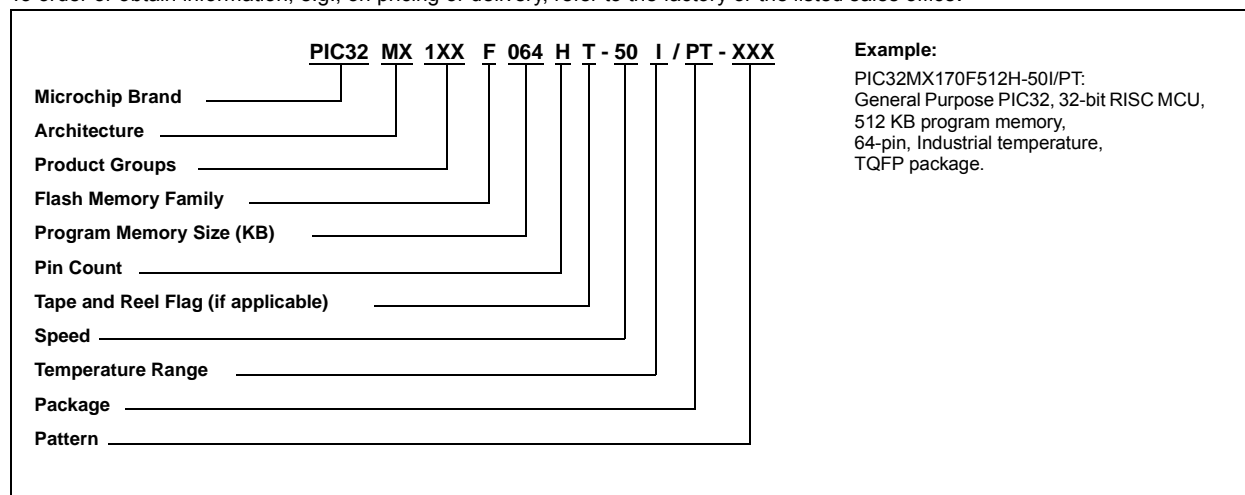 To order or obtain information, e.g., on pricing or delivery, refer to the factory or the listed sales office.
PIC32 MX 1XX F 064 H T - 50 I / PT - XXX
Microchip Brand
Architecture
Product Groups
Flash Memory Family
Program Memory Size (KB)
Pin Count
Tape and Reel Flag (if applicable)
Speed
Temperature Range
Package
Pattern
Example:
PIC32MX170F512H-50I/PT:
General Purpose PIC32, 32-bit RISC MCU,
512 KB program memory,
64-pin, Industrial temperature,
TQFP package.